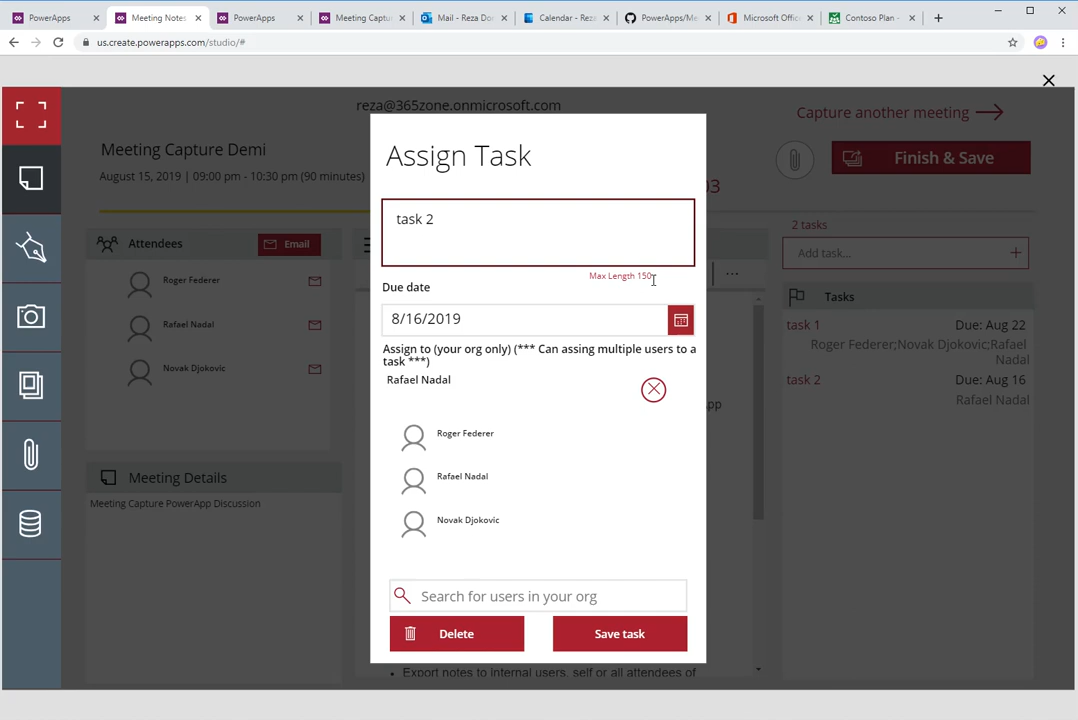 PowerApps
Meeting Notes
PowerApps
Meeting Captu
Mail - Reza Do
Calendar - Rez
PowerApps/Me
Microsoft Offic
Contoso Plan -
us.create.powerapps.com/studio/#
reza@365zone.onmicrosoft.com
Capture another meeting
Meeting Capture Demi
August 15, 2019 | 09:00 pm - 10:30 pm (90 minutes)
03
Finish & Save
Attendees
Email
Roger Federer
Rafael Nadal
Novak Djokovic
Meeting Details
Meeting Capture PowerApp Discussion
Assign Task
task 2
Max Length 150
Due date
8/16/2019
Assign to (your org only) (*** Can assing multiple users to a
task ***)
Rafael Nadal
Roger Federer
Rafael Nadal
Novak Djokovic
Search for users in your org
Delete
Save task
...
pp
Export notes to internal users, self or all attendees of
2 tasks
Add task...
Tasks
task 1
Due: Aug 22
Roger Federer;Novak Djokovic;Rafael
Nadal
task 2
Due: Aug 16
Rafael Nadal